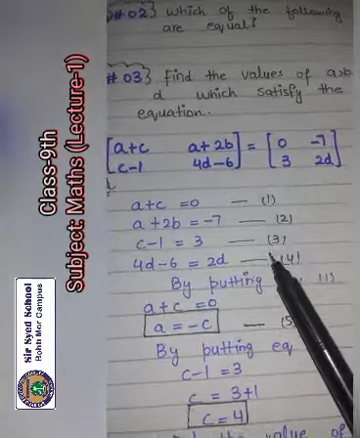 Class-9th
Subject: Maths (Lecture-1)
Sir Syed School
Rohh Mor Campus
Q# 02} Which of the following
are equal?
Q# 03} find the values of a & b
d which satisfy the
equation.
[a+c a+2b] = [0 -7]
[c-1 4d-6] [3 2d]
a+c = 0 — (1)
a+2b = -7 — (2)
c-1 = 3 — (3)
4d-6 = 2d — (4)
By putting (1)
a+c = 0
a = -c — (5
By putting eq
c-1 = 3
c = 3+1
c = 4
value of